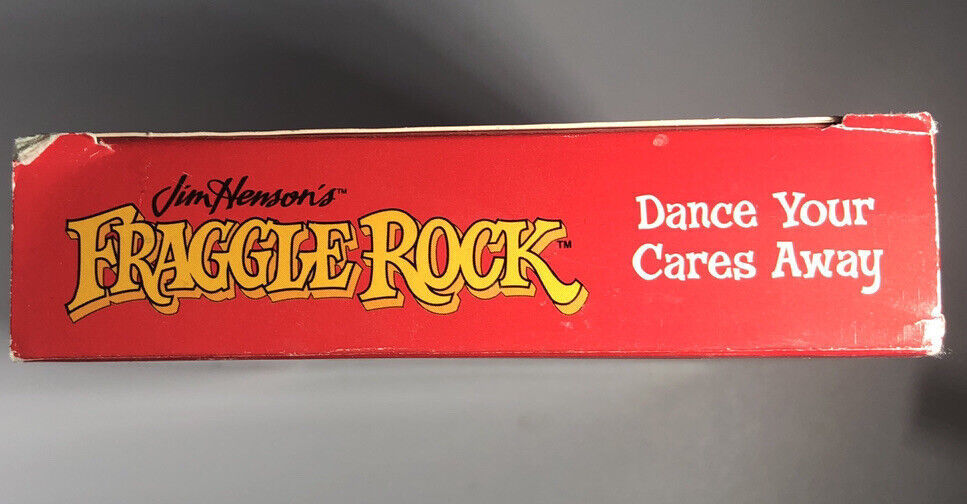 Jim Henson's™
FRAGGLE ROCK™
Dance Your
Cares Away